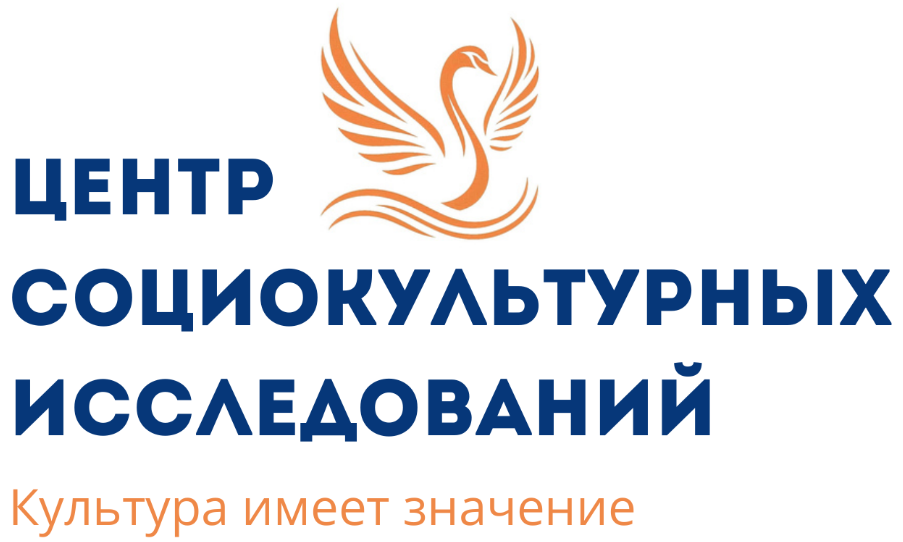 ЦЕНТР
СОЦИОКУЛЬТУРНЫХ
ИССЛЕДОВАНИЙ
Культура имеет значение